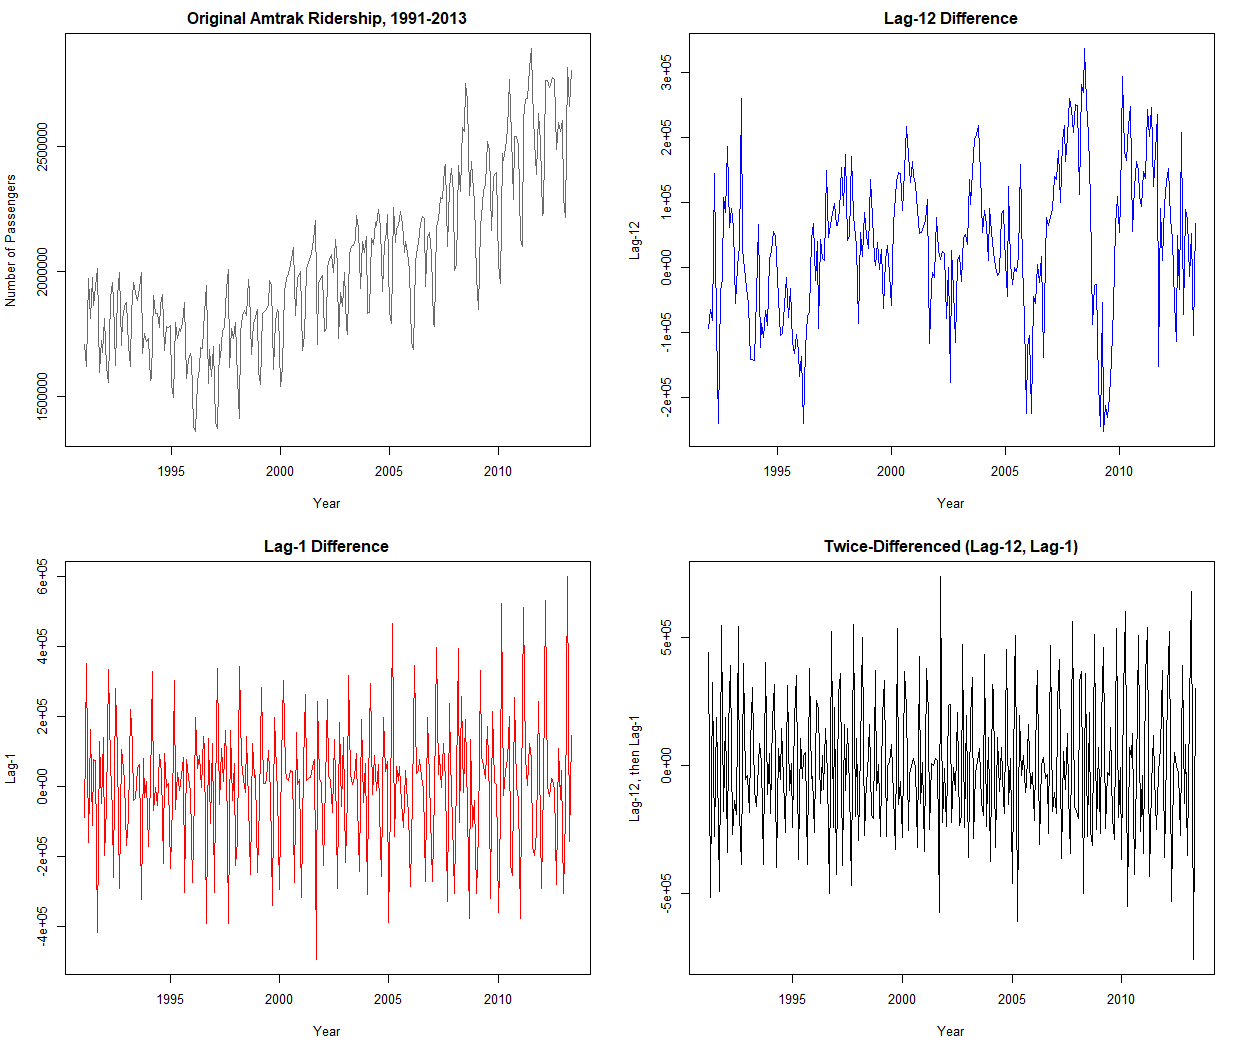 Original Amtrak Ridership, 1991-2013
Number of Passengers
1500000 2000000 2500000
1995 2000 2005 2010
Year
Lag-12 Difference
Lag-12
-2e+05 -1e+05 0e+00 1e+05 2e+05 3e+05
1995 2000 2005 2010
Year
Lag-1 Difference
Lag-1
-4e+05 -2e+05 0e+00 2e+05 4e+05 6e+05
1995 2000 2005 2010
Year
Twice-Differenced (Lag-12, Lag-1)
Lag-12, then Lag-1
-5e+05 0e+00 5e+05
1995 2000 2005 2010
Year